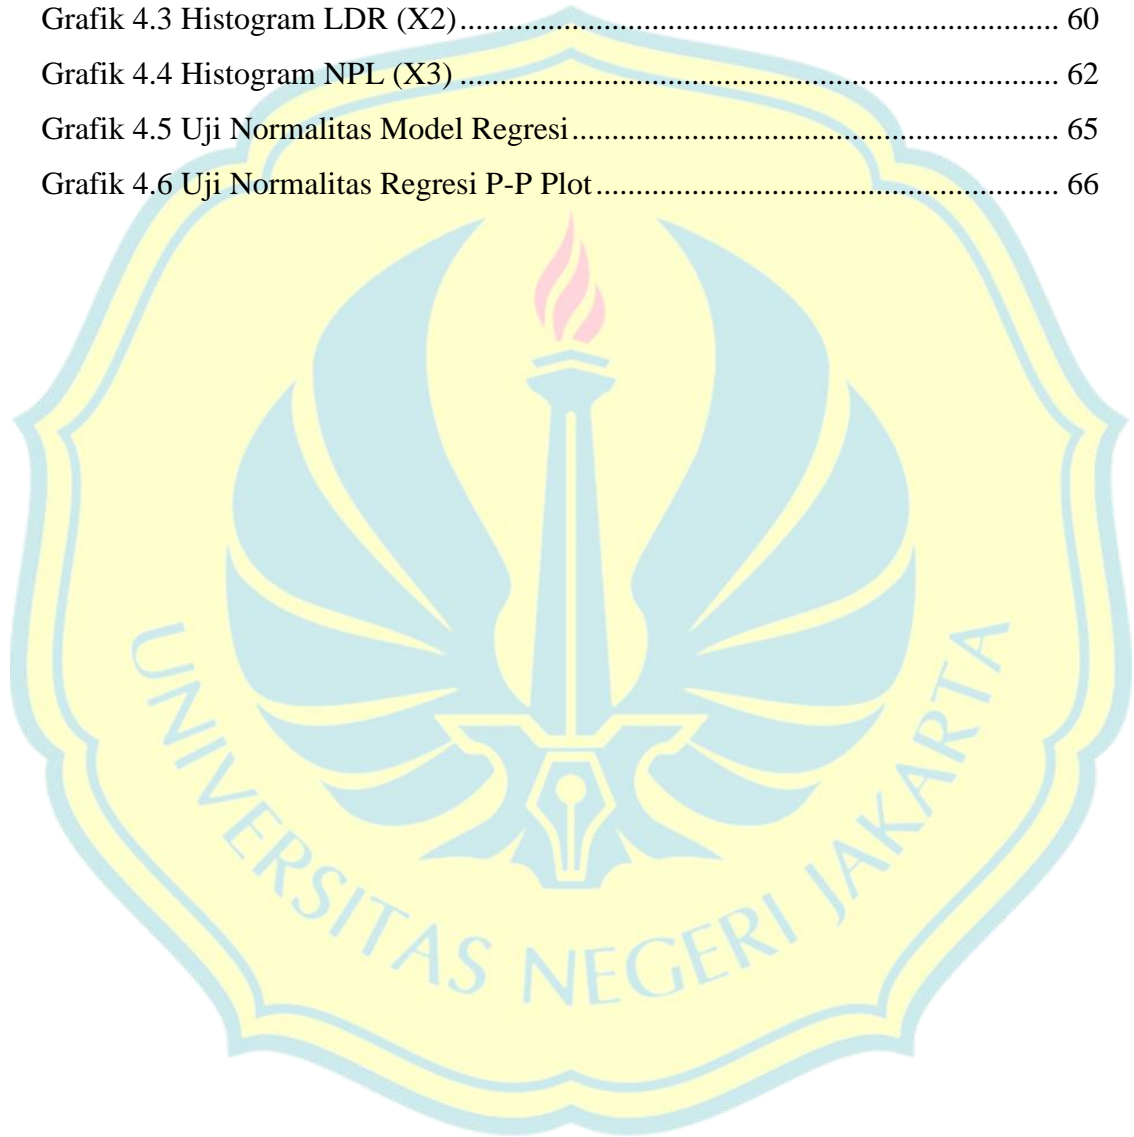 Grafik 4.3 Histogram LDR (X2)................................................................................ 60
Grafik 4.4 Histogram NPL (X3) ................................................................................ 62
Grafik 4.5 Uji Normalitas Model Regresi................................................................. 65
Grafik 4.6 Uji Normalitas Regresi P-P Plot .............................................................. 66
UNIVERSITAS NEGERI JAKARTA